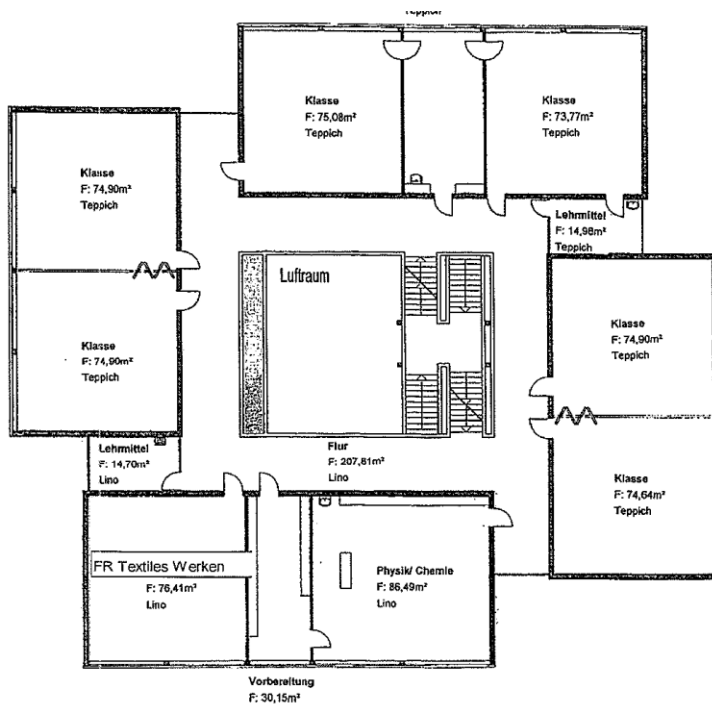 Teppich
Klasse
F: 75,08m²
Teppich
Klasse
F: 73,77m²
Teppich
Klasse
F: 74,90m²
Teppich
Lehrmittel
F: 14,98m²
Teppich
Luftraum
Klasse
F: 74,90m²
Teppich
Klasse
F: 74,90m²
Teppich
Lehrmittel
F: 14,70m²
Lino
Flur
F: 207,81m²
Lino
Klasse
F: 74,64m²
Teppich
FR Textiles Werken
F: 76,41m²
Lino
Physik/ Chemie
F: 86,49m²
Lino
Vorbereitung
F: 30,15m²